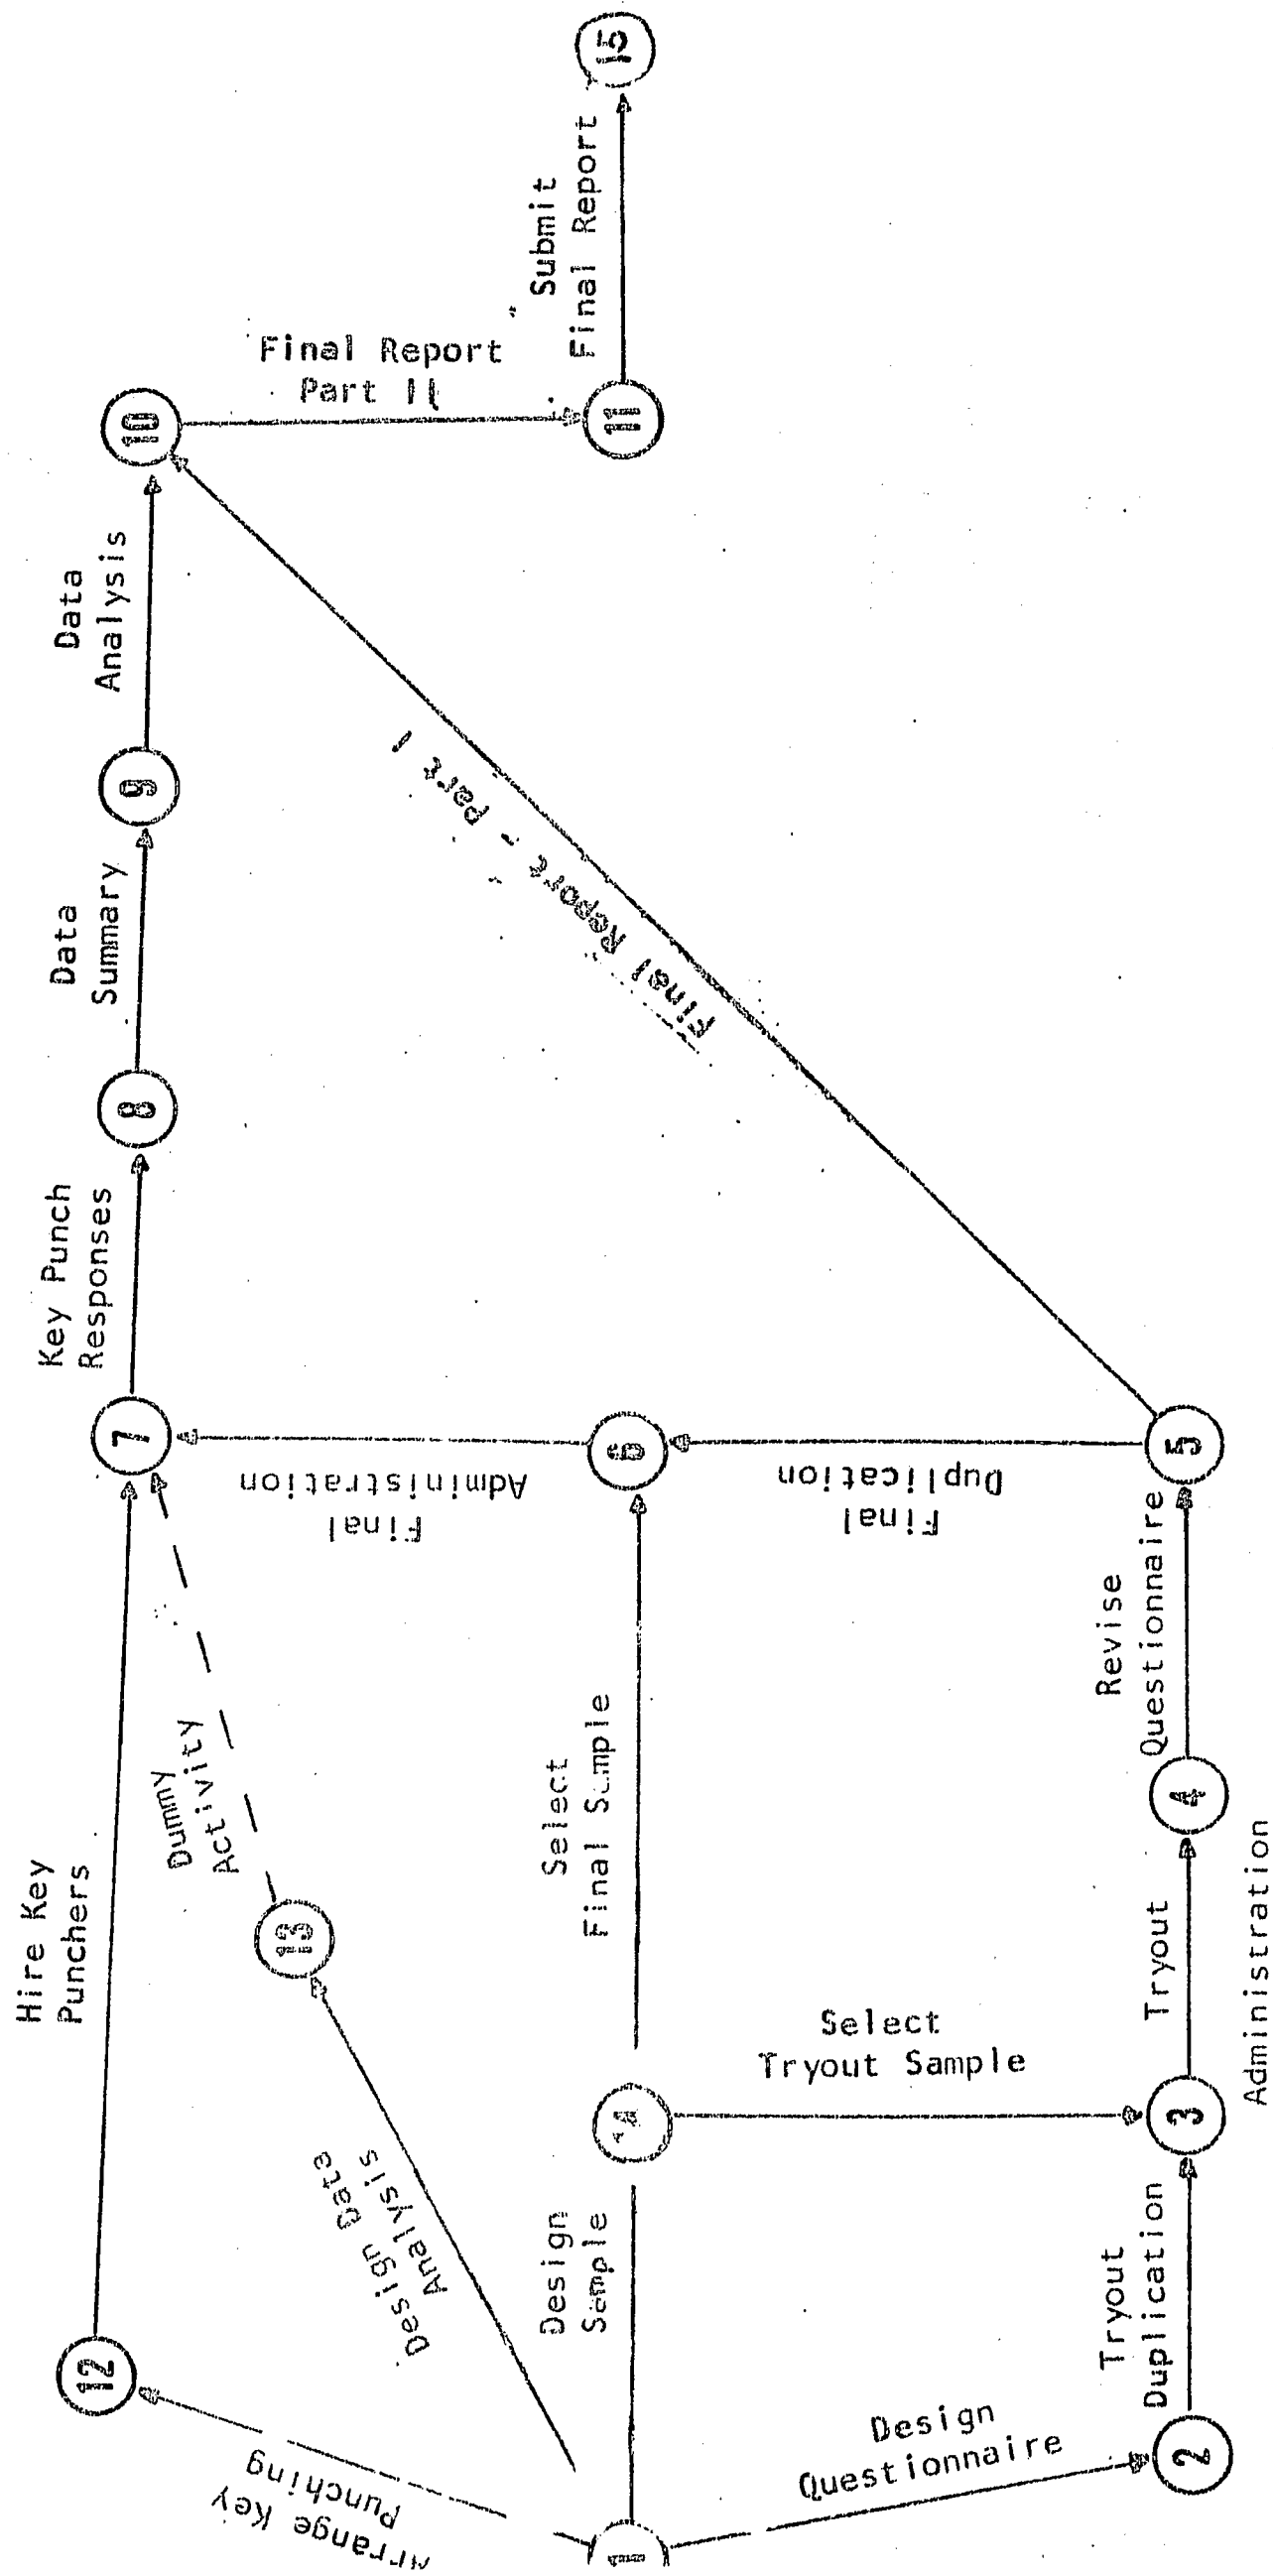 15
Submit
Final Report
Final Report
Part II
11
10
Data
Analysis
9
Data
Summary
8
Key Punch
Responses
7
Final Report - Part I
Final
Administration
6
Final
Duplication
5
Revise
Questionnaire
4
Tryout
Administration
3
Tryout
Duplication
2
Select
Final Sample
Select
Tryout Sample
Dummy
Activity
13
Hire Key
Punchers
12
Design Data
Analysis
Design
Sample
Arrange Key
Punching
Design
Questionnaire
1